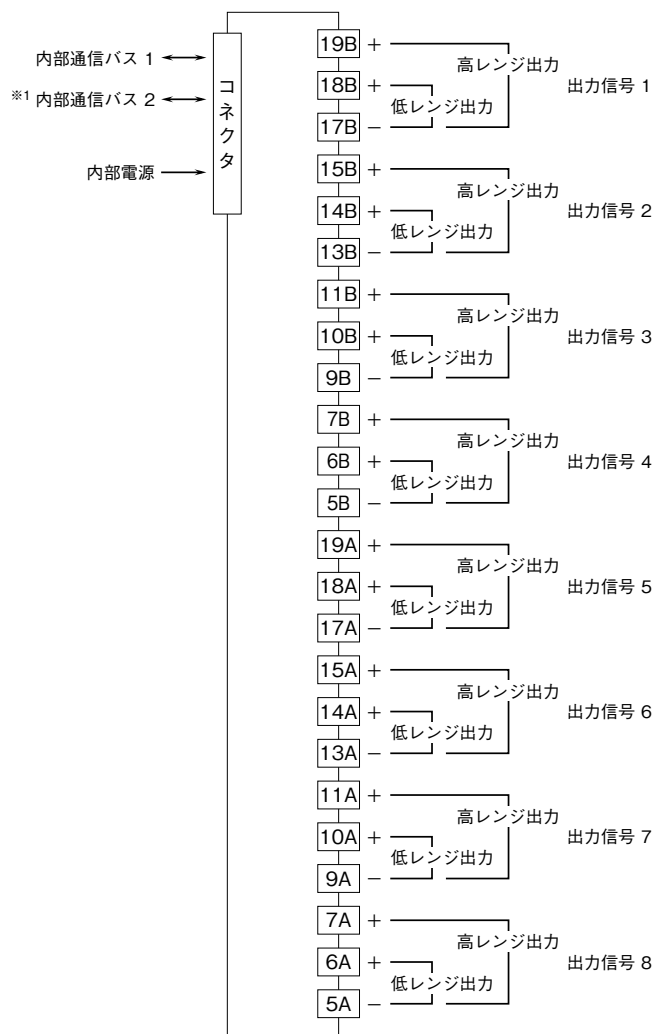 内部通信バス 1
※1 内部通信バス 2
内部電源
コネクタ
19B +
高レンジ出力
18B +
低レンジ出力
出力信号 1
17B −
15B +
高レンジ出力
14B +
低レンジ出力
出力信号 2
13B −
11B +
高レンジ出力
10B +
低レンジ出力
出力信号 3
9B −
7B +
高レンジ出力
6B +
低レンジ出力
出力信号 4
5B −
19A +
高レンジ出力
18A +
低レンジ出力
出力信号 5
17A −
15A +
高レンジ出力
14A +
低レンジ出力
出力信号 6
13A −
11A +
高レンジ出力
10A +
低レンジ出力
出力信号 7
9A −
7A +
高レンジ出力
6A +
低レンジ出力
出力信号 8
5A −